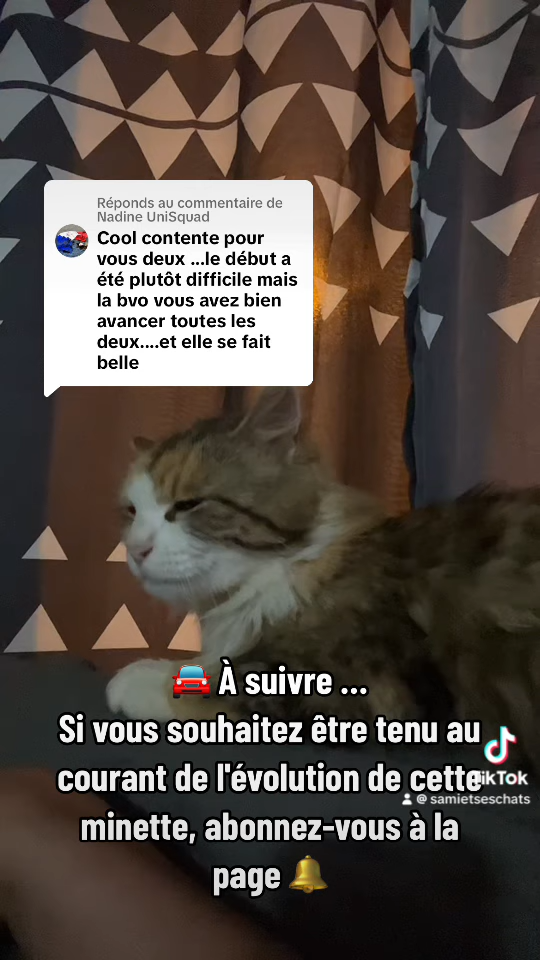 Réponds au commentaire de
Nadine UniSquad
Cool contente pour
vous deux ...le début a
été plutôt difficile mais
la bvo vous avez bien
avancer toutes les
deux....et elle se fait
belle
🚘 À suivre ...
Si vous souhaitez être tenu au
courant de l'évolution de cette
minette, abonnez-vous à la
page 🔔
TikTok
@samietseschats